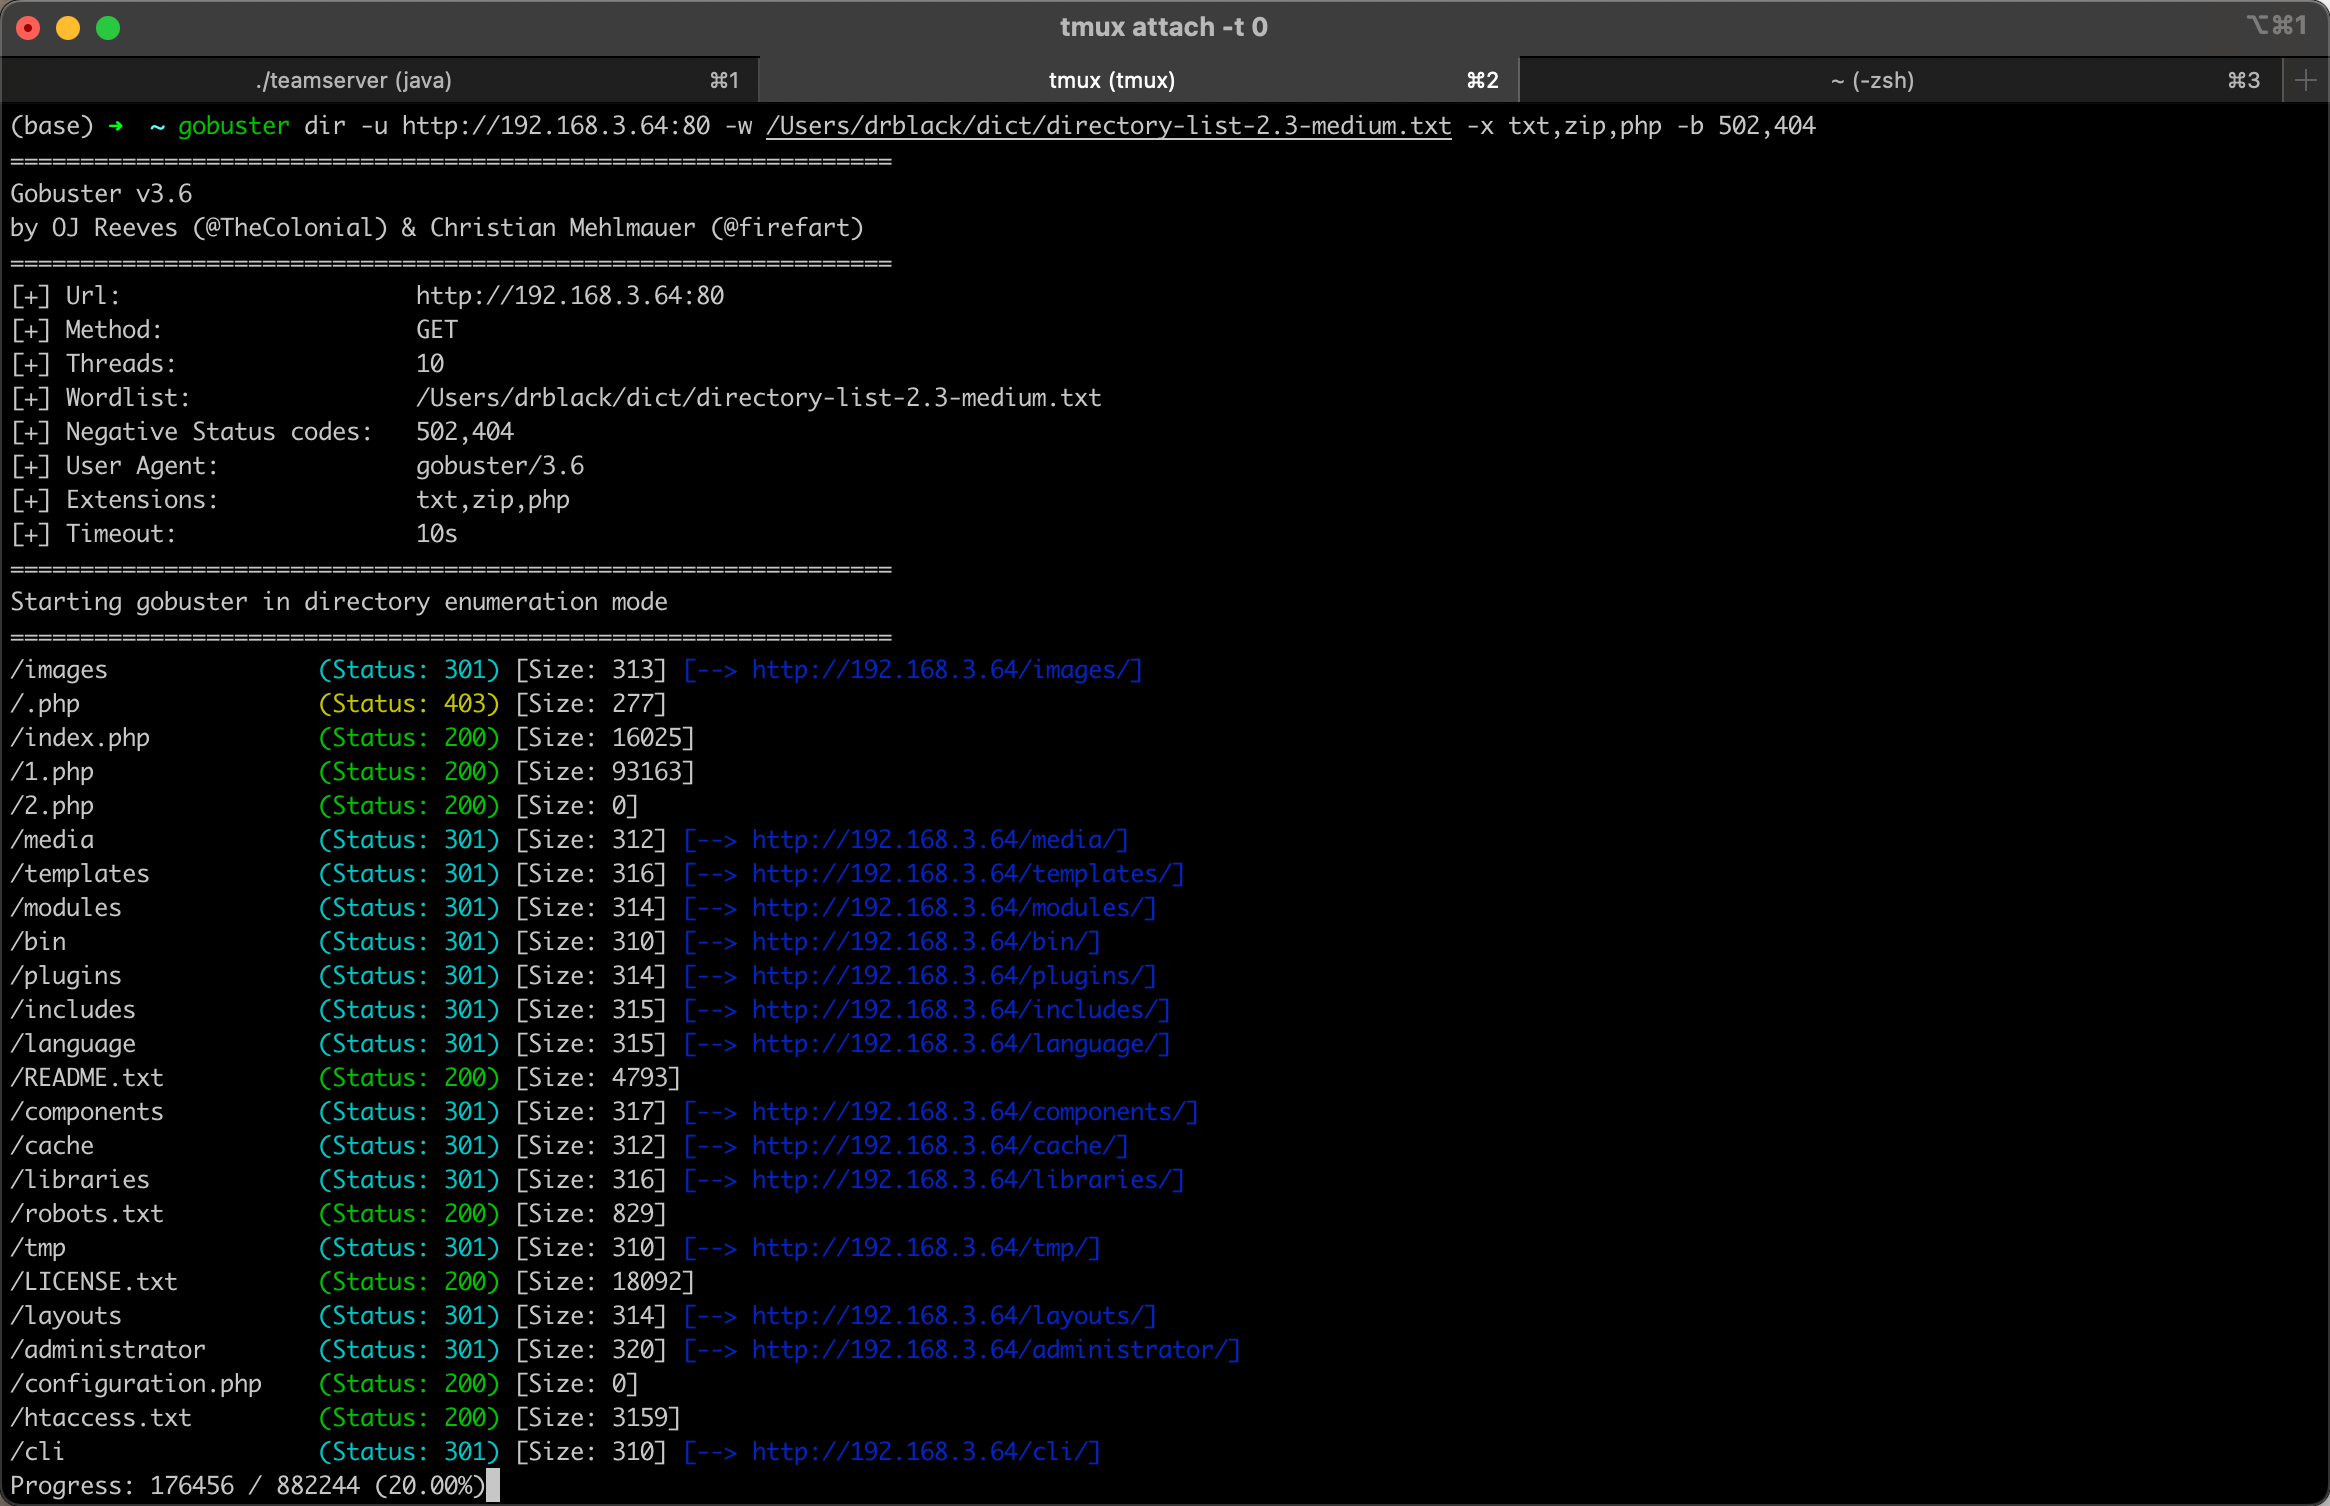 tmux attach -t 0
⌥⌘1
./teamserver (java) ⌘1 tmux (tmux) ⌘2 ~ (-zsh) ⌘3 +
(base) ➜ ~ gobuster dir -u http://192.168.3.64:80 -w /Users/drblack/dict/directory-list-2.3-medium.txt -x txt,zip,php -b 502,404
===============================================================
Gobuster v3.6
by OJ Reeves (@TheColonial) & Christian Mehlmauer (@firefart)
===============================================================
[+] Url:                     http://192.168.3.64:80
[+] Method:                  GET
[+] Threads:                 10
[+] Wordlist:                /Users/drblack/dict/directory-list-2.3-medium.txt
[+] Negative Status codes:   502,404
[+] User Agent:              gobuster/3.6
[+] Extensions:              txt,zip,php
[+] Timeout:                 10s
===============================================================
Starting gobuster in directory enumeration mode
===============================================================
/images               (Status: 301) [Size: 313] [--> http://192.168.3.64/images/]
/.php                 (Status: 403) [Size: 277]
/index.php            (Status: 200) [Size: 16025]
/1.php                (Status: 200) [Size: 93163]
/2.php                (Status: 200) [Size: 0]
/media                (Status: 301) [Size: 312] [--> http://192.168.3.64/media/]
/templates            (Status: 301) [Size: 316] [--> http://192.168.3.64/templates/]
/modules              (Status: 301) [Size: 314] [--> http://192.168.3.64/modules/]
/bin                  (Status: 301) [Size: 310] [--> http://192.168.3.64/bin/]
/plugins              (Status: 301) [Size: 314] [--> http://192.168.3.64/plugins/]
/includes             (Status: 301) [Size: 315] [--> http://192.168.3.64/includes/]
/language             (Status: 301) [Size: 315] [--> http://192.168.3.64/language/]
/README.txt           (Status: 200) [Size: 4793]
/components           (Status: 301) [Size: 317] [--> http://192.168.3.64/components/]
/cache                (Status: 301) [Size: 312] [--> http://192.168.3.64/cache/]
/libraries            (Status: 301) [Size: 316] [--> http://192.168.3.64/libraries/]
/robots.txt           (Status: 200) [Size: 829]
/tmp                  (Status: 301) [Size: 310] [--> http://192.168.3.64/tmp/]
/LICENSE.txt          (Status: 200) [Size: 18092]
/layouts              (Status: 301) [Size: 314] [--> http://192.168.3.64/layouts/]
/administrator        (Status: 301) [Size: 320] [--> http://192.168.3.64/administrator/]
/configuration.php    (Status: 200) [Size: 0]
/htaccess.txt         (Status: 200) [Size: 3159]
/cli                  (Status: 301) [Size: 310] [--> http://192.168.3.64/cli/]
Progress: 176456 / 882244 (20.00%)